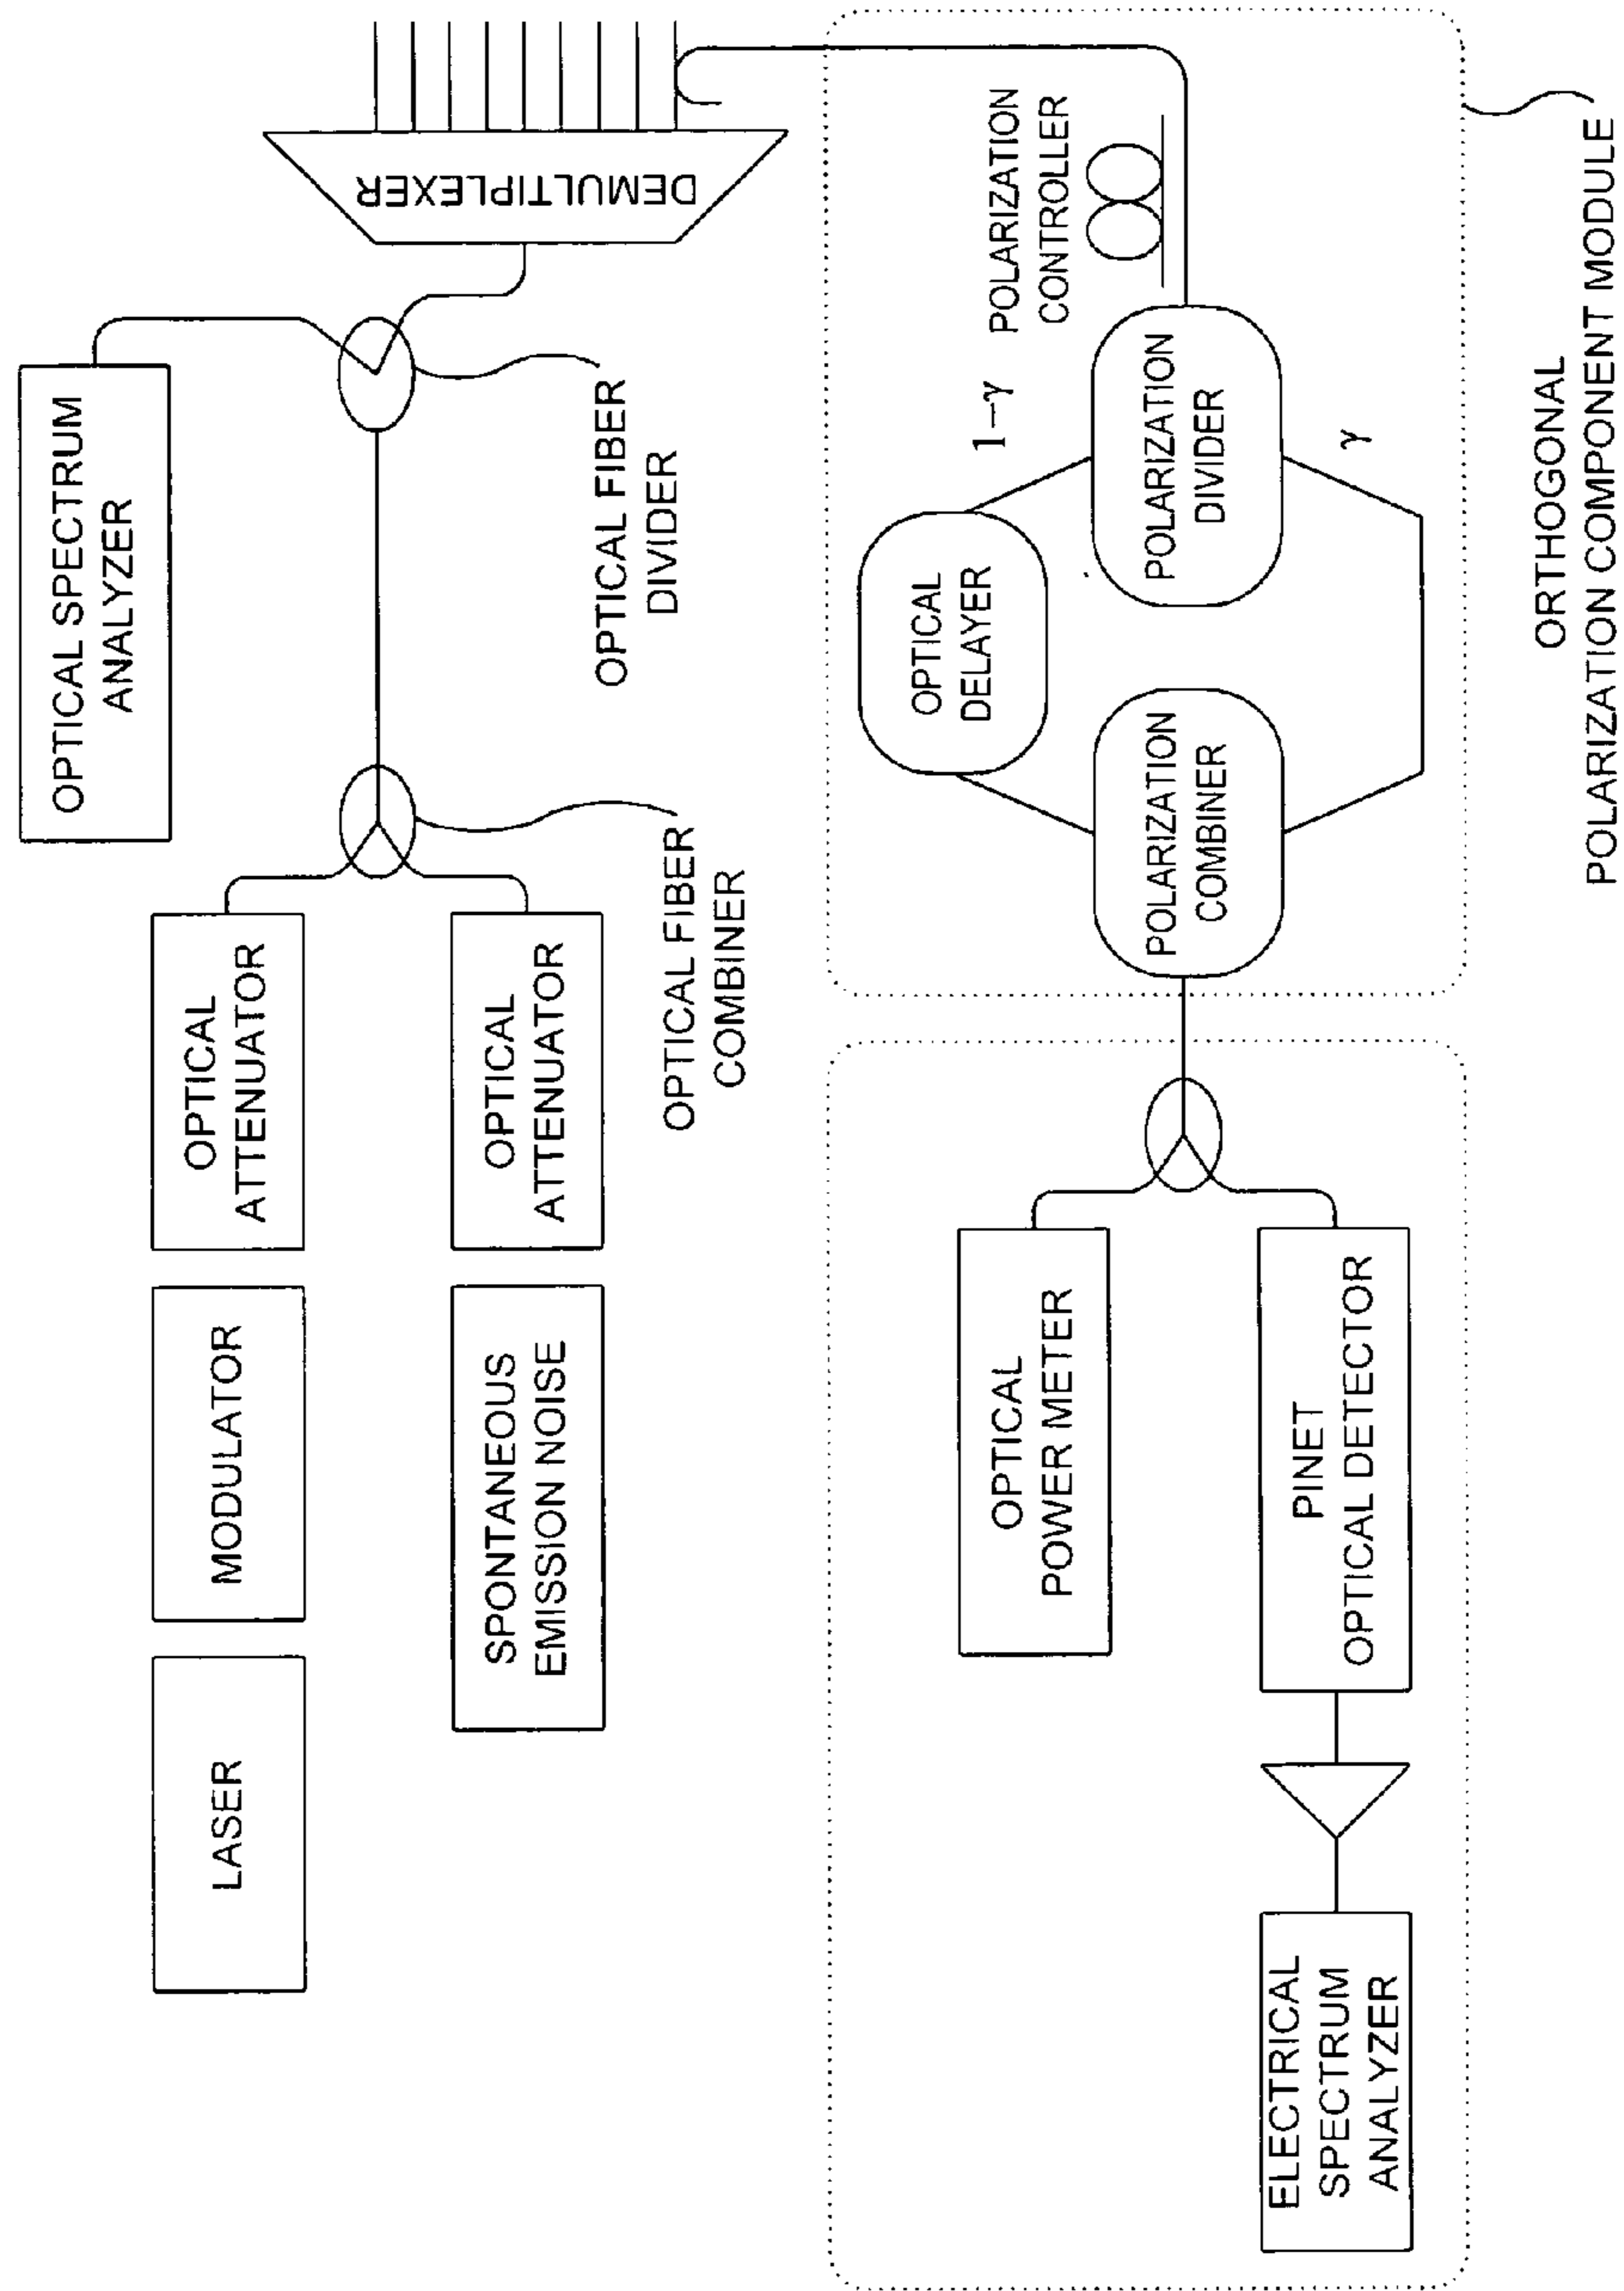 OPTICAL SPECTRUM
ANALYZER
LASER
MODULATOR
OPTICAL
ATTENUATOR
SPONTANEOUS
EMISSION NOISE
OPTICAL
ATTENUATOR
DEMULTIPLEXER
OPTICAL FIBER
DIVIDER
OPTICAL FIBER
COMBINER
OPTICAL
POWER METER
OPTICAL
DELAYER
1-γ
POLARIZATION
CONTROLLER
POLARIZATION
COMBINER
POLARIZATION
DIVIDER
ELECTRICAL
SPECTRUM
ANALYZER
PINET
OPTICAL DETECTOR
γ
ORTHOGONAL
POLARIZATION COMPONENT MODULE